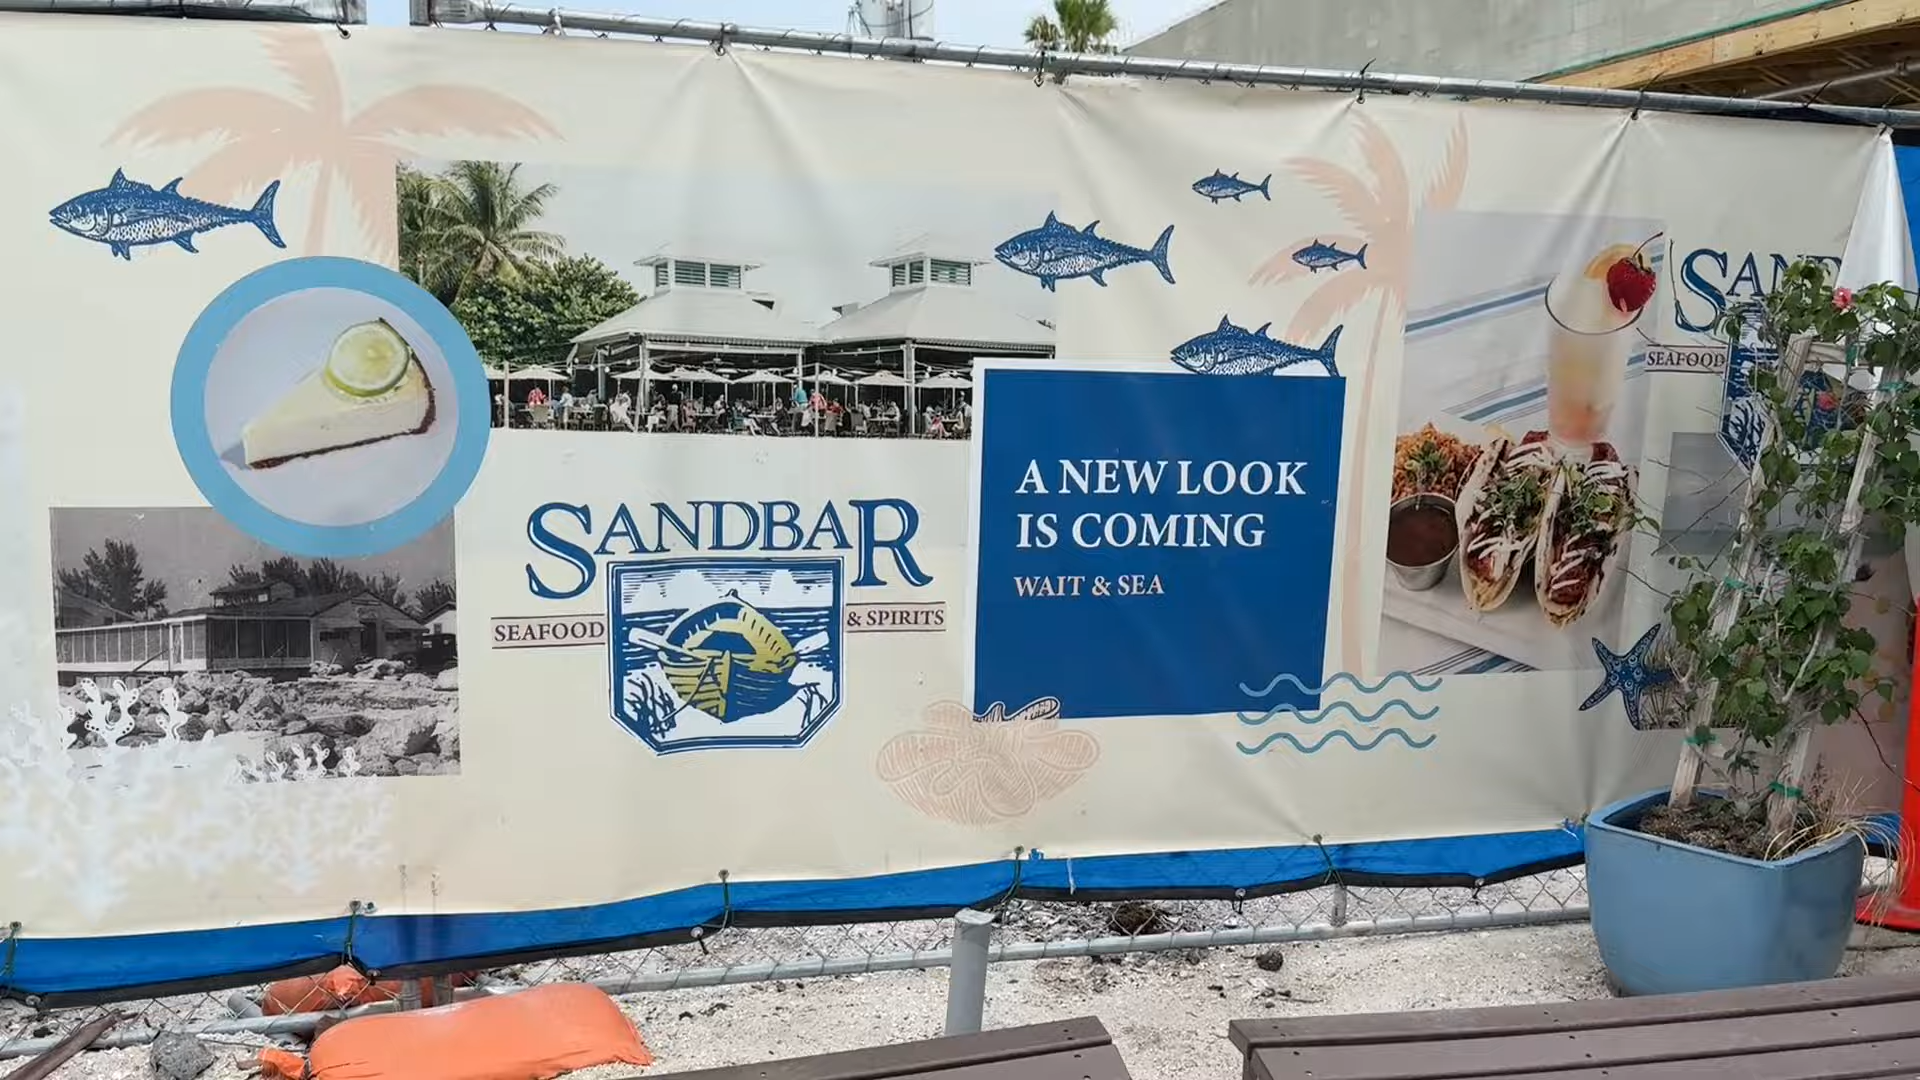 SANDBAR
SEAFOOD & SPIRITS
A NEW LOOK
IS COMING
WAIT & SEA
SAND
SEAFOOD